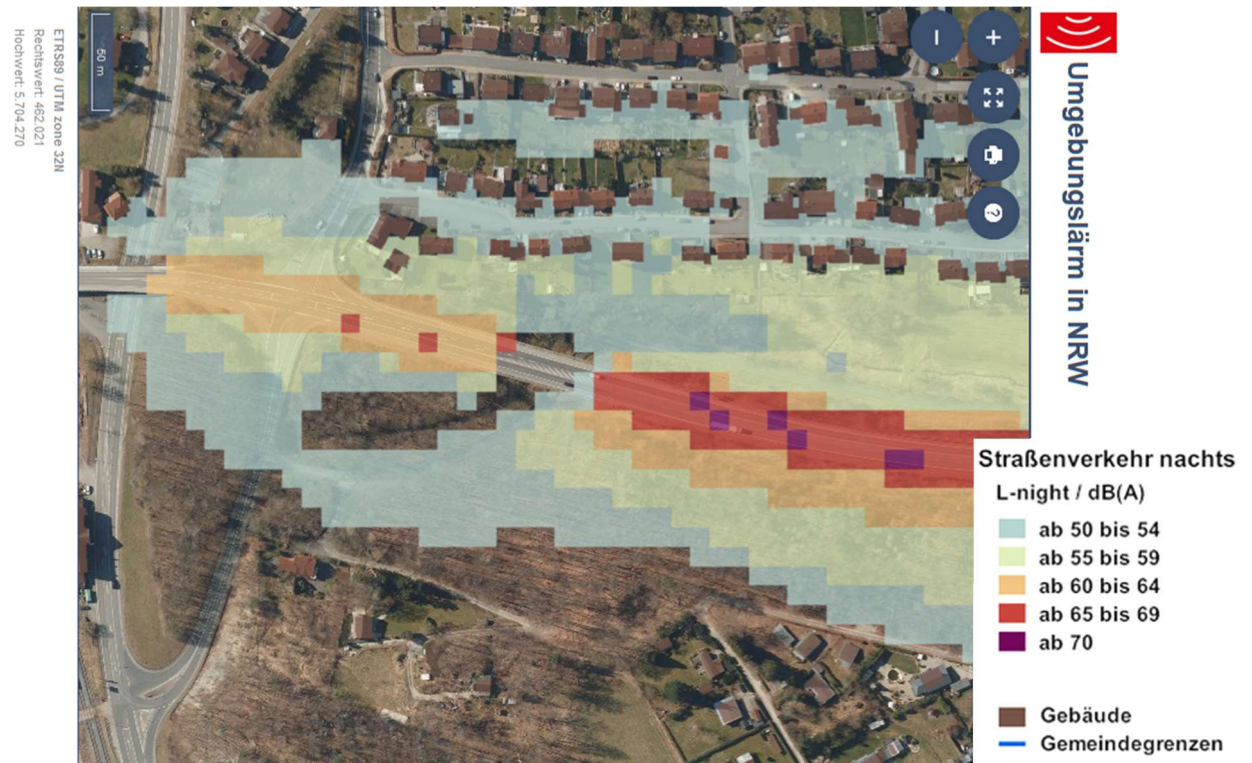 50 m
ETRS89 / UTM zone 32N
Rechtswert: 462.021
Hochwert: 5.704.270
Umgebungslärm in NRW
− +
?
Straßenverkehr nachts
L-night / dB(A)
ab 50 bis 54
ab 55 bis 59
ab 60 bis 64
ab 65 bis 69
ab 70
Gebäude
Gemeindegrenzen